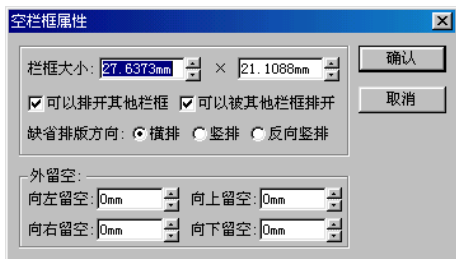 空栏框属性
栏框大小: 27.6373mm × 21.1088mm 确认
可以排开其他栏框 可以被其他栏框排开 取消
缺省排版方向: 横排 竖排 反向竖排
外留空:
向左留空: 0mm 向上留空: 0mm
向右留空: 0mm 向下留空: 0mm